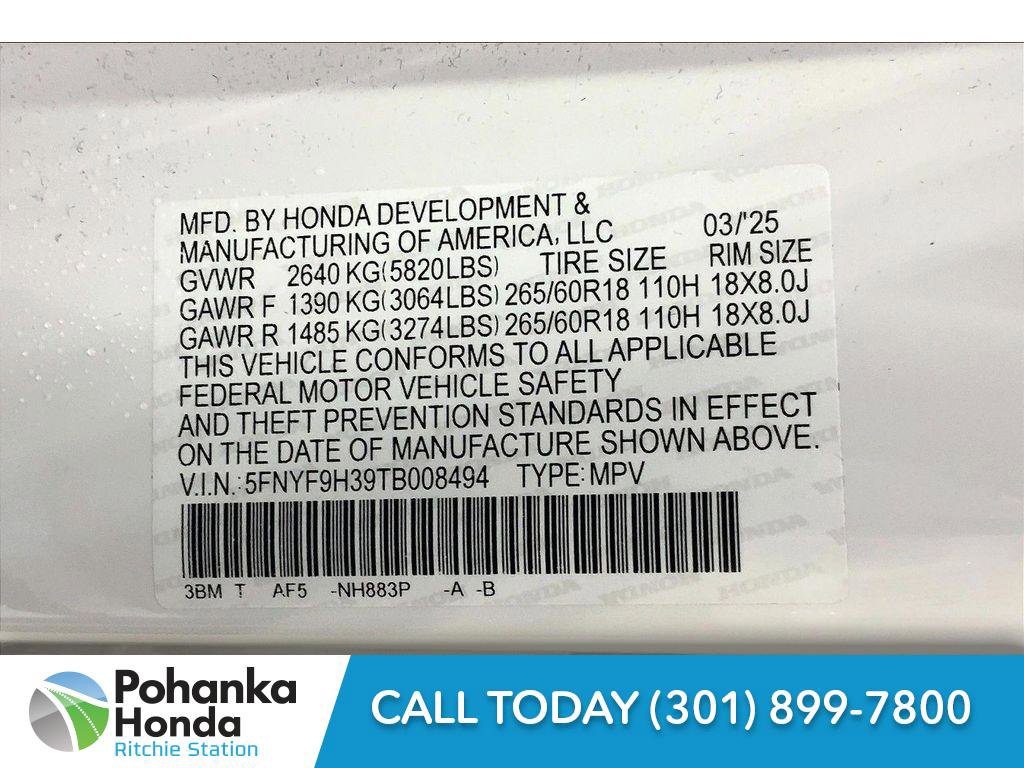 MFD. BY HONDA DEVELOPMENT &
MANUFACTURING OF AMERICA, LLC 03/'25
GVWR 2640 KG(5820LBS) TIRE SIZE RIM SIZE
GAWR F 1390 KG(3064LBS) 265/60R18 110H 18X8.0J
GAWR R 1485 KG(3274LBS) 265/60R18 110H 18X8.0J
THIS VEHICLE CONFORMS TO ALL APPLICABLE
FEDERAL MOTOR VEHICLE SAFETY
AND THEFT PREVENTION STANDARDS IN EFFECT
ON THE DATE OF MANUFACTURE SHOWN ABOVE.
V.I.N.: 5FNYF9H39TB008494 TYPE: MPV
3BM T AF5 -NH883P -A -B
Pohanka
Honda
Ritchie Station
CALL TODAY (301) 899-7800